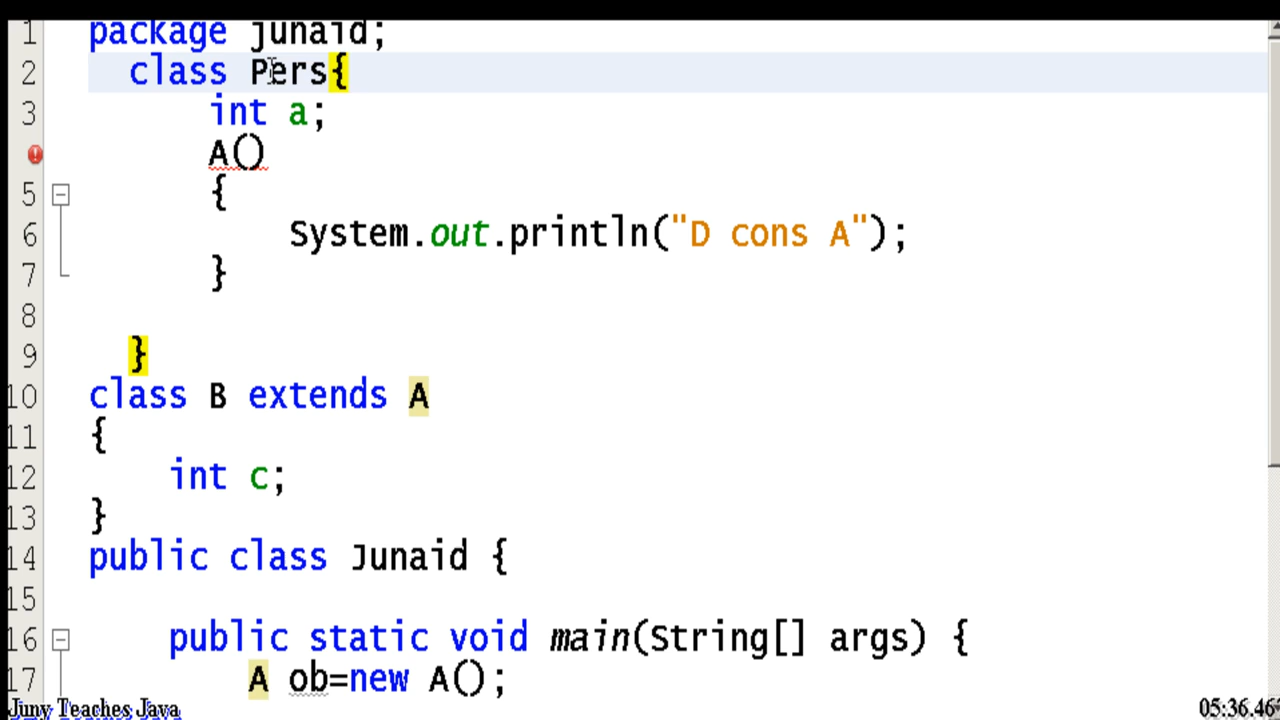 1 package junaid;
2 class Pers{
3 int a;
A()
5 {
6 System.out.println("D cons A");
7 }
8
9 }
10 class B extends A
11 {
12 int c;
13 }
14 public class Junaid {
15
16 public static void main(String[] args) {
17 A ob=new A();
Juny Teaches Java 05:36.46